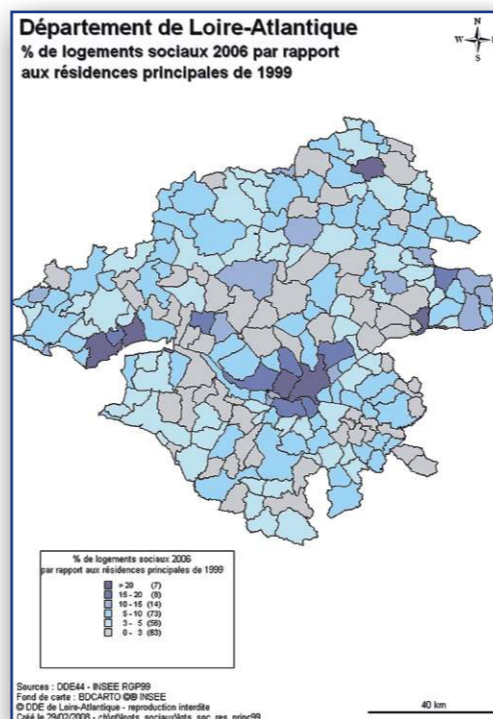 Département de Loire-Atlantique
% de logements sociaux 2006 par rapport
aux résidences principales de 1999
N
W
S
% de logements sociaux 2006
par rapport aux résidences principales de 1999
> 20 (7)
15 - 20 (8)
10 - 15 (14)
5 - 10 (73)
3 - 5 (56)
0 - 3 (63)
Sources : DDE44 - INSEE RGP99
Fond de carte : BDCARTO ©® INSEE
© DDE de Loire-Atlantique - reproduction interdite
Créé le 29/02/2008 -
40 km